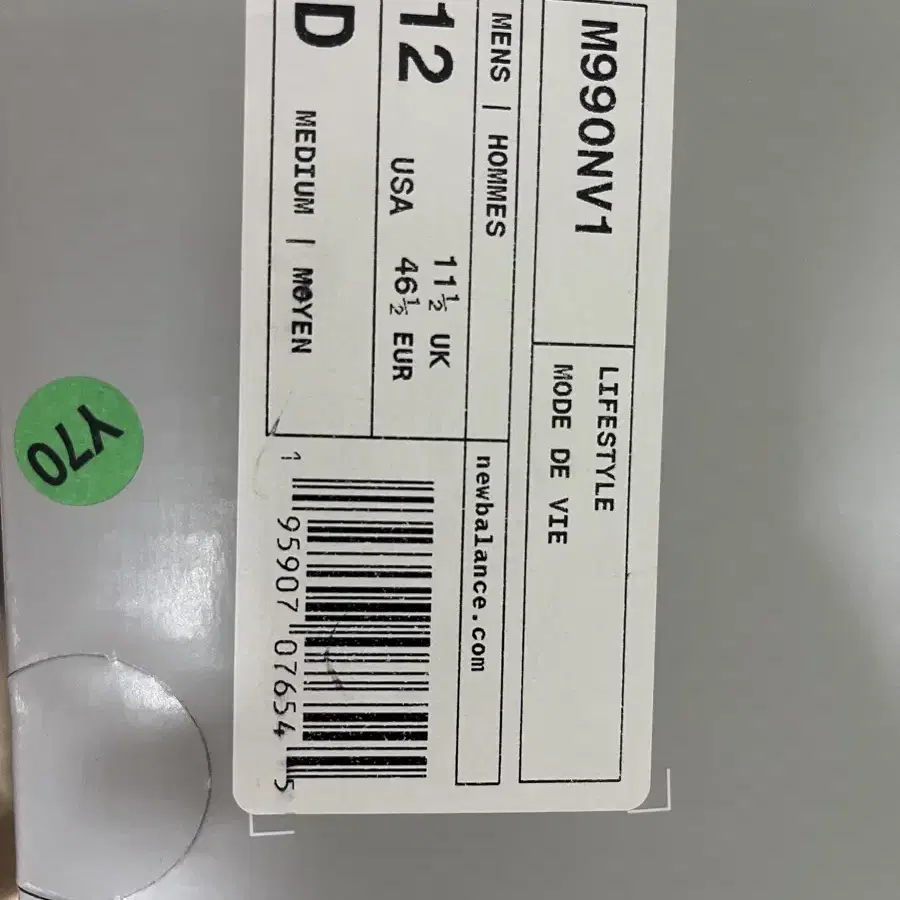 M990NV1
LIFESTYLE
MODE DE VIE
MENS | HOMMES
newbalance.com
12
USA
11½ UK
46½ EUR
D
MEDIUM | MOYEN
1 95907 07654 5
Y70